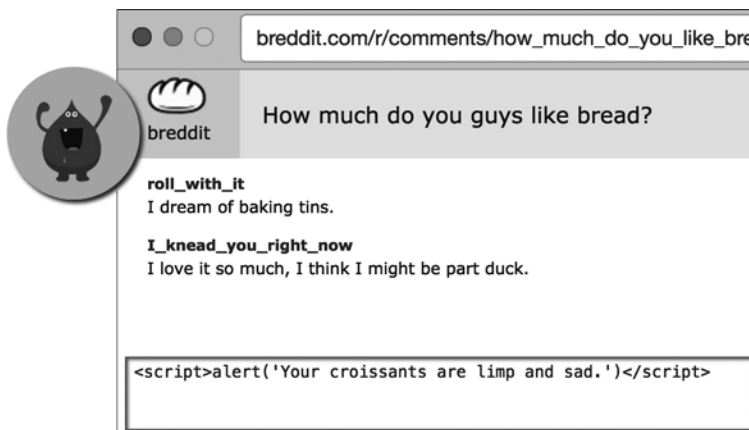 breddit.com/r/comments/how_much_do_you_like_bre
breddit
How much do you guys like bread?
roll_with_it
I dream of baking tins.
I_knead_you_right_now
I love it so much, I think I might be part duck.
<script>alert('Your croissants are limp and sad.')</script>